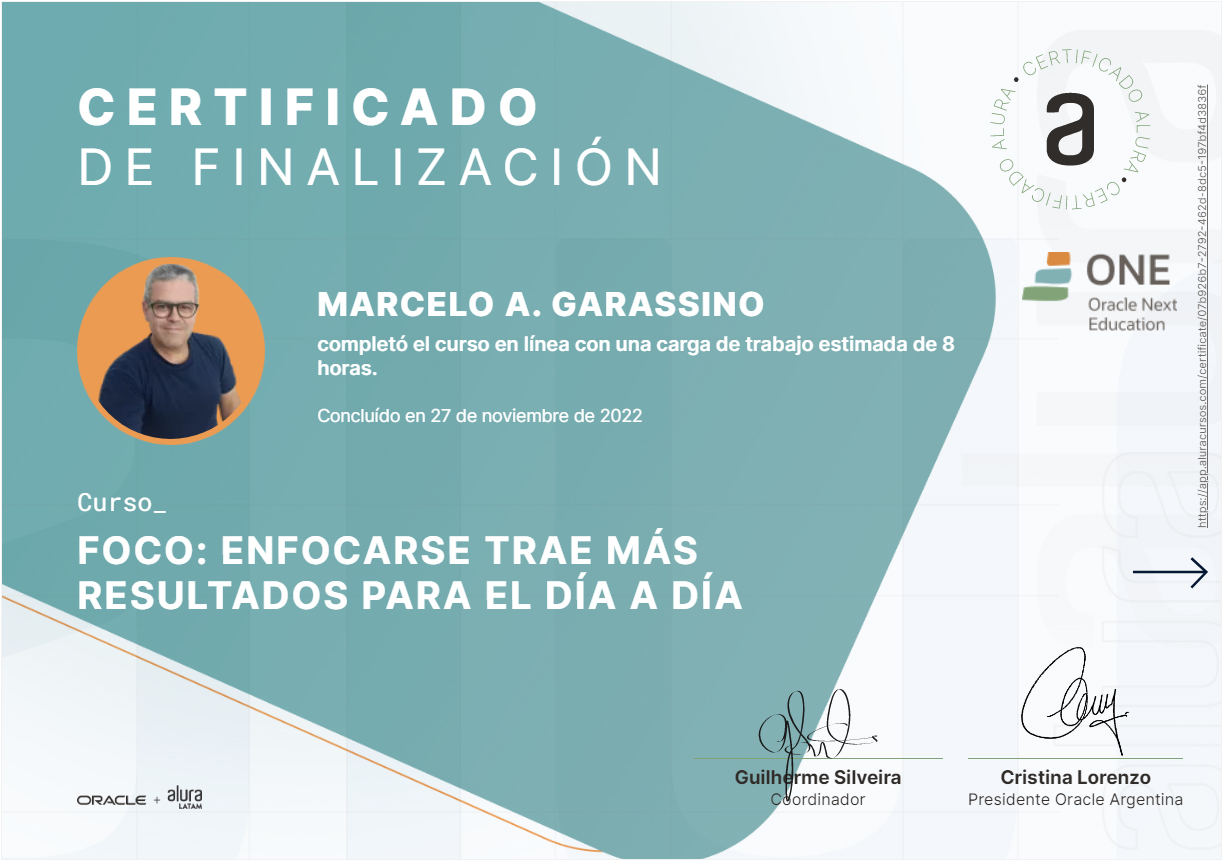 CERTIFICADO
DE FINALIZACIÓN
CERTIFICADO ALURA • CERTIFICADO ALURA •
a
ONE
Oracle Next
Education
https://app.aluracursos.com/certificate/07b926b7-2792-462d-8dc5-197bf4d3836f
MARCELO A. GARASSINO
completó el curso en línea con una carga de trabajo estimada de 8
horas.
Concluído en 27 de noviembre de 2022
Curso_
FOCO: ENFOCARSE TRAE MÁS
RESULTADOS PARA EL DÍA A DÍA
Guilherme Silveira
Coordinador
Cristina Lorenzo
Presidente Oracle Argentina
ORACLE + alura
LATAM
alura